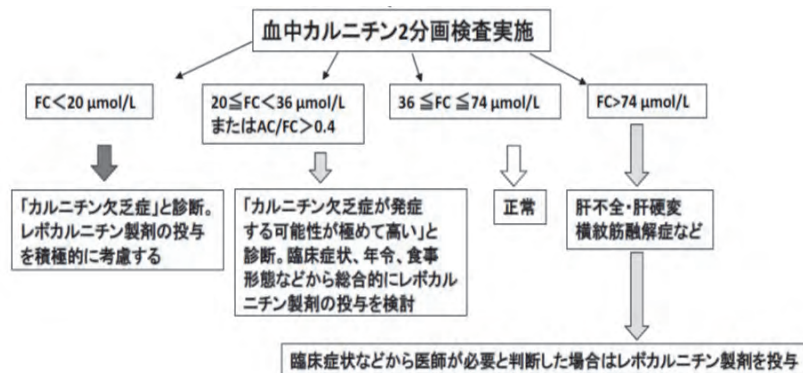 血中カルニチン2分画検査実施
FC＜20 μmol/L
20≦FC＜36 μmol/L
またはAC/FC＞0.4
36 ≦FC ≦74 μmol/L
FC>74 μmol/L
「カルニチン欠乏症」と診断。
レボカルニチン製剤の投与
を積極的に考慮する
「カルニチン欠乏症が発症
する可能性が極めて高い」と
診断。臨床症状、年令、食事
形態などから総合的にレボカル
ニチン製剤の投与を検討
正常
肝不全・肝硬変
横紋筋融解症など
臨床症状などから医師が必要と判断した場合はレボカルニチン製剤を投与